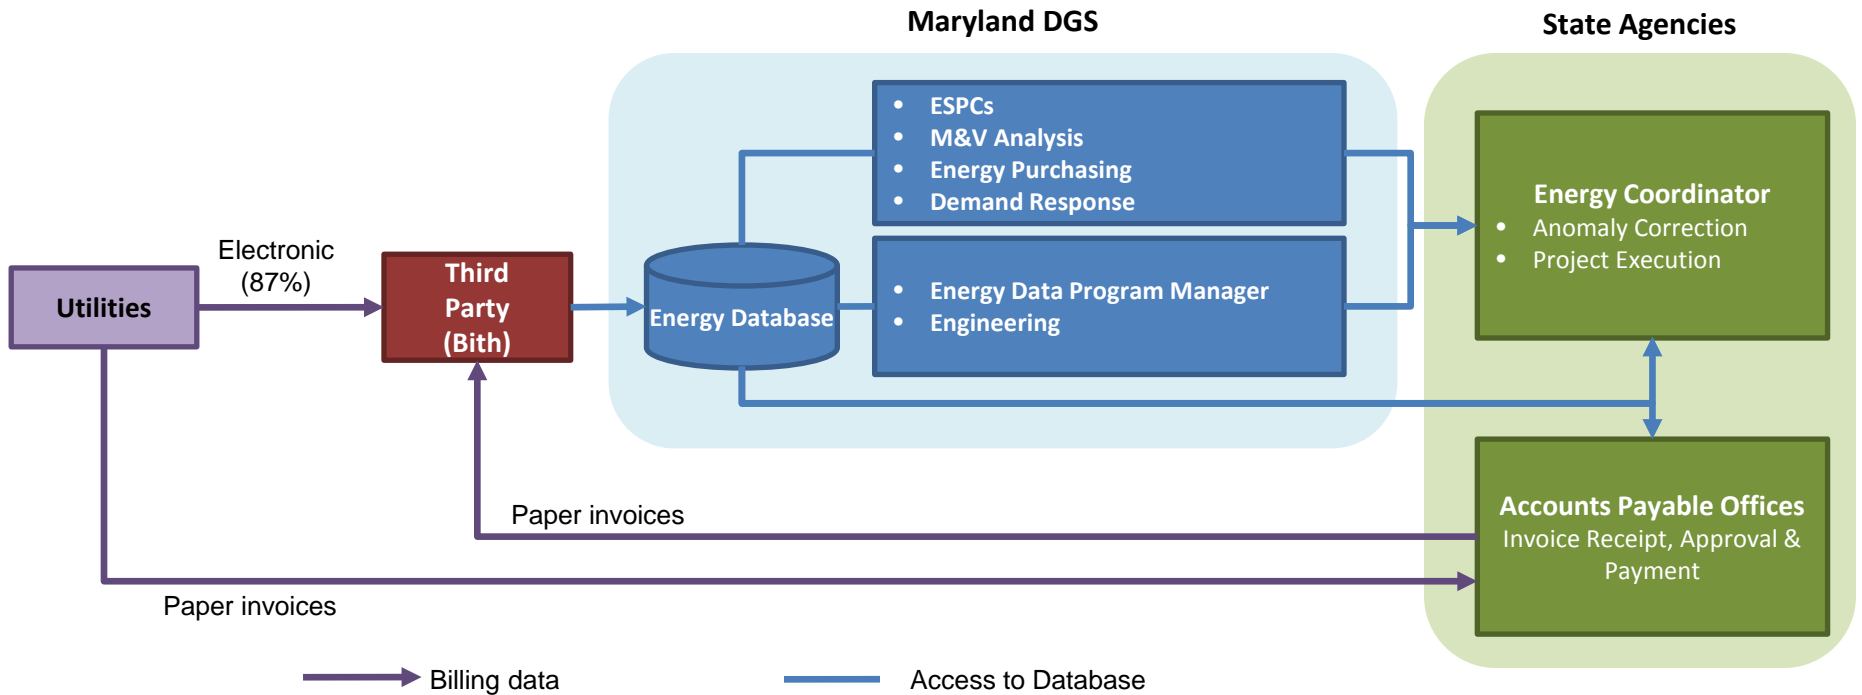 Maryland DGS
State Agencies
• ESPCs
• M&V Analysis
• Energy Purchasing
• Demand Response
Energy Coordinator
• Anomaly Correction
• Project Execution
Electronic
(87%)
Utilities
Third
Party
(Bith)
Energy Database
• Energy Data Program Manager
• Engineering
Accounts Payable Offices
Invoice Receipt, Approval &
Payment
Paper invoices
Paper invoices
Billing data
Access to Database